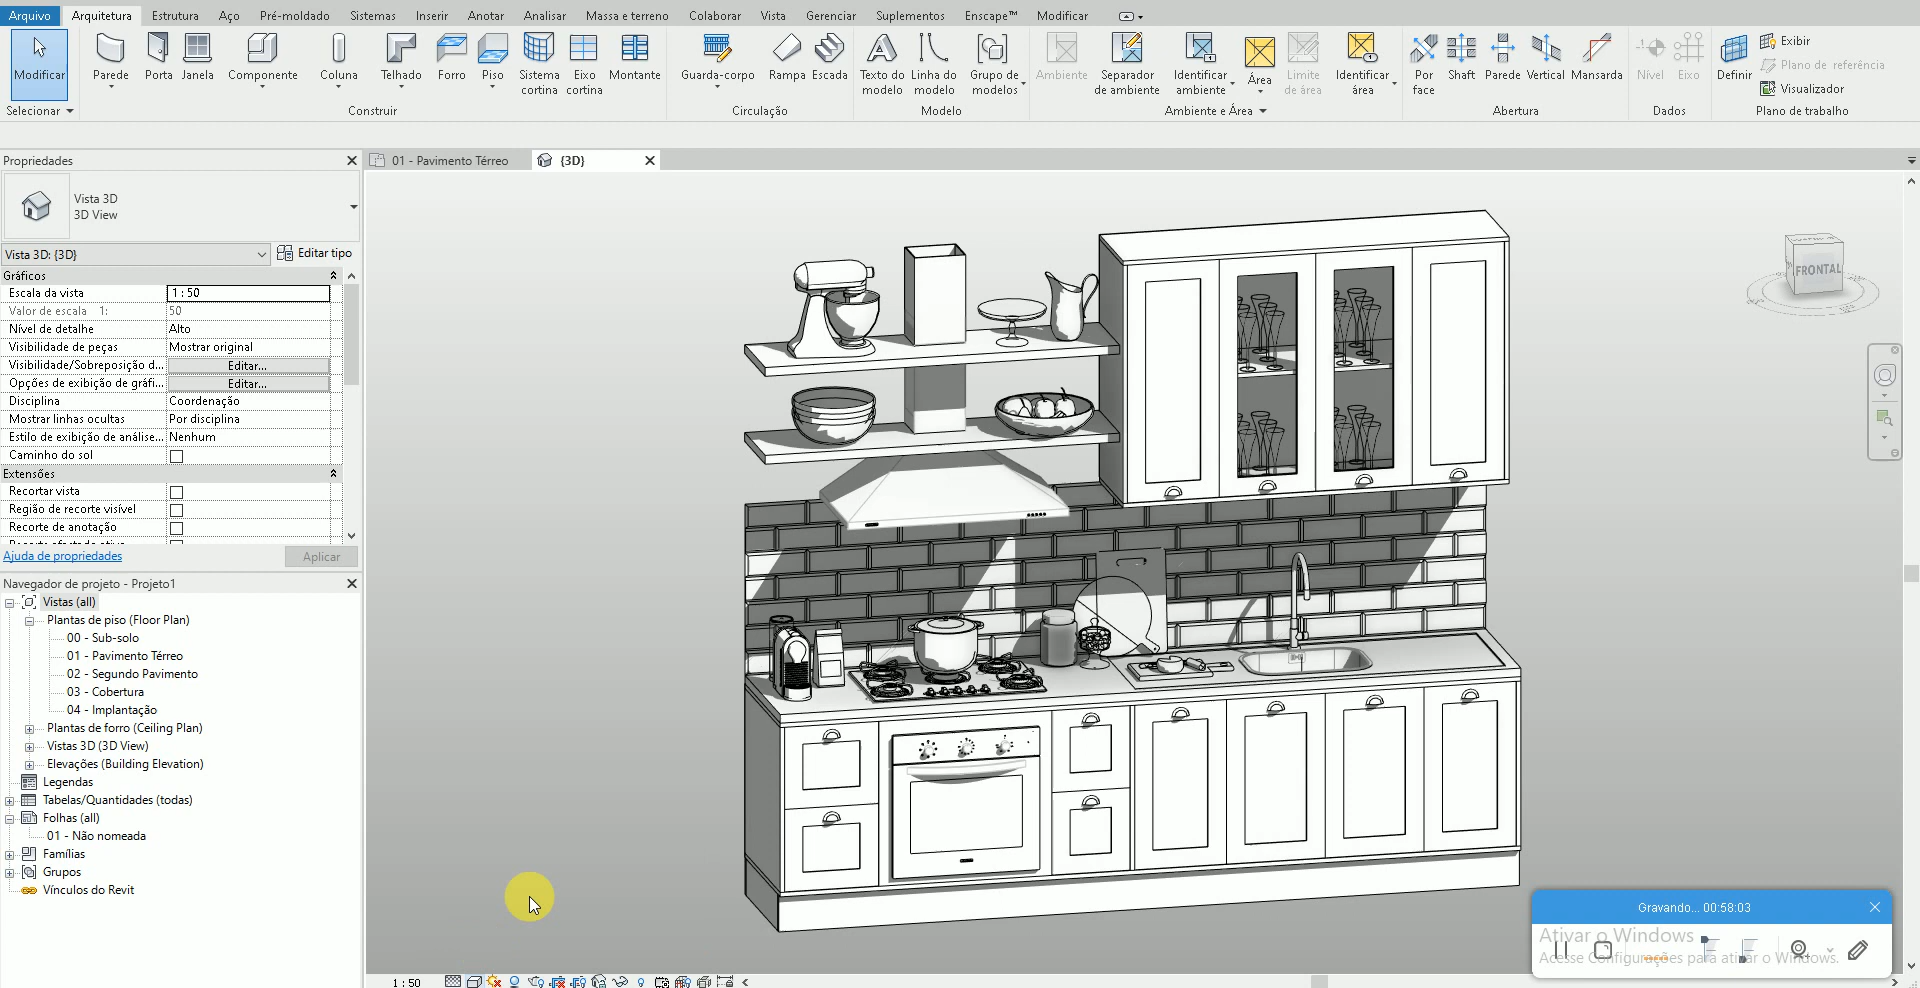 Arquivo Arquitetura Estrutura Aço Pré-moldado Sistemas Inserir Anotar Analisar Massa e terreno Colaborar Vista Gerenciar Suplementos Enscape™ Modificar
Modificar Parede Porta Janela Componente Coluna Telhado Forro Piso Sistema cortina Eixo cortina Montante Guarda-corpo Rampa Escada Texto do modelo Linha do modelo Grupo de modelos Ambiente Separador de ambiente Identificar ambiente Área Limite de área Identificar área Por face Shaft Parede Vertical Mansarda Nível Eixo Definir
Exibir
Plano de referência
Visualizador
Selecionar Construir Circulação Modelo Ambiente e Área Abertura Dados Plano de trabalho
Propriedades
01 - Pavimento Térreo {3D}
Vista 3D
3D View
Vista 3D: {3D} Editar tipo
Gráficos
Escala da vista 1 : 50
Valor de escala 1: 50
Nível de detalhe Alto
Visibilidade de peças Mostrar original
Visibilidade/Sobreposição d... Editar...
Opções de exibição de gráfi... Editar...
Disciplina Coordenação
Mostrar linhas ocultas Por disciplina
Estilo de exibição de análise... Nenhum
Caminho do sol
Extensões
Recortar vista
Região de recorte visível
Recorte de anotação
Ajuda de propriedades Aplicar
Navegador de projeto - Projeto1
Vistas (all)
Plantas de piso (Floor Plan)
00 - Sub-solo
01 - Pavimento Térreo
02 - Segundo Pavimento
03 - Cobertura
04 - Implantação
Plantas de forro (Ceiling Plan)
Vistas 3D (3D View)
Elevações (Building Elevation)
Legendas
Tabelas/Quantidades (todas)
Folhas (all)
01 - Não nomeada
Famílias
Grupos
Vínculos do Revit
FRONTAL
Gravando... 00:58:03
Ativar o Windows
Acesse Configurações para ativar o Windows.
1 : 50